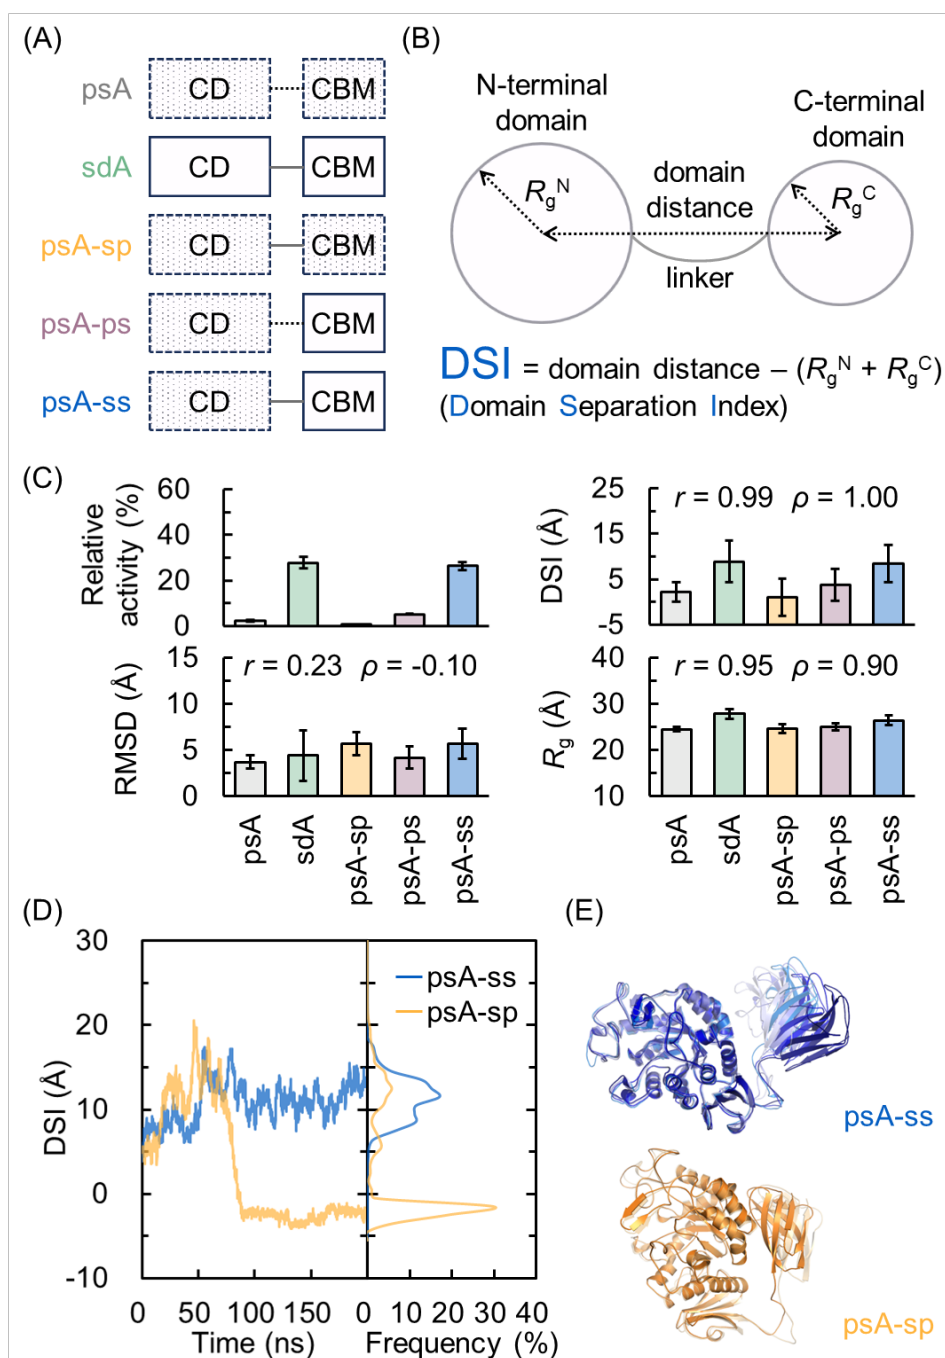 (A)
psA CD CBM
sdA CD CBM
psA-sp CD CBM
psA-ps CD CBM
psA-ss CD CBM
(B)
N-terminal
domain
C-terminal
domain
domain
distance
RgN
RgC
linker
DSI = domain distance – (RgN + RgC)
(Domain Separation Index)
(C)
Relative
activity (%)
60
40
20
0
DSI (Å)
25
15
5
-5
r = 0.99 ρ = 1.00
RMSD (Å)
15
10
5
0
r = 0.23 ρ = -0.10
psA
sdA
psA-sp
psA-ps
psA-ss
Rg (Å)
40
30
20
10
r = 0.95 ρ = 0.90
psA
sdA
psA-sp
psA-ps
psA-ss
(D)
DSI (Å)
30
20
10
0
-10
psA-ss
psA-sp
0 50 100 150
Time (ns)
0 10 20 30 40
Frequency (%)
(E)
psA-ss
psA-sp